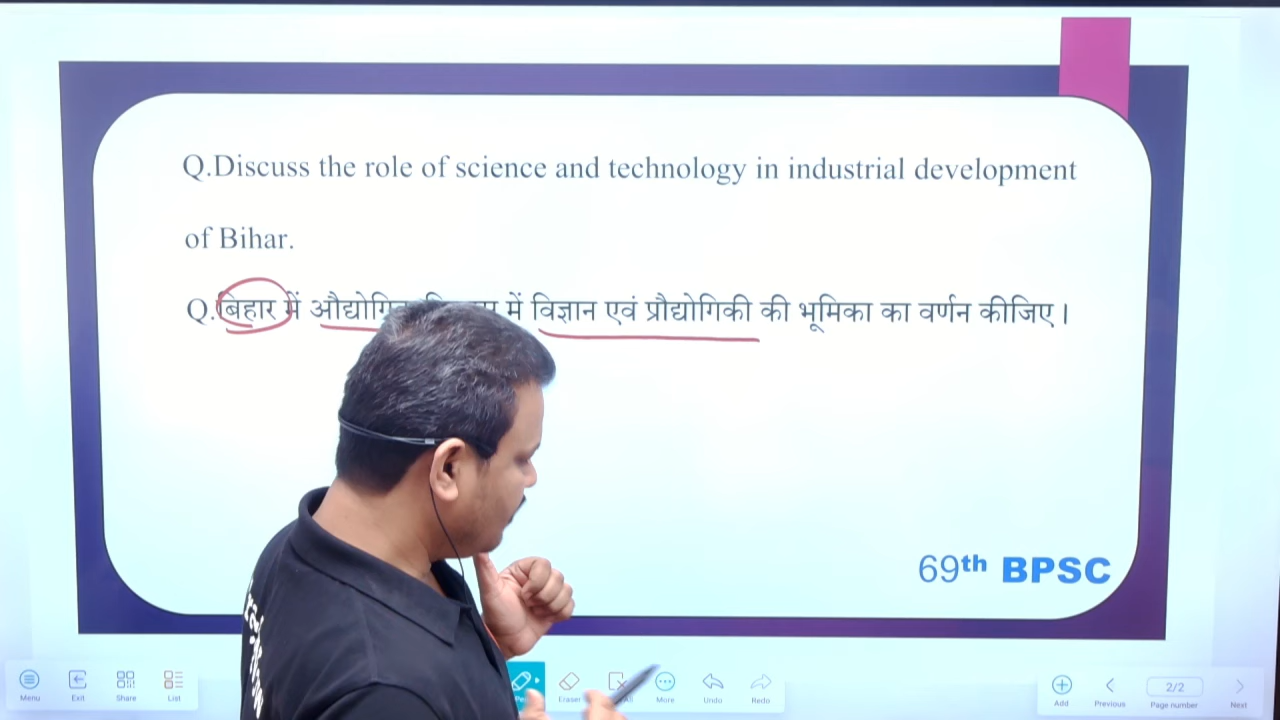 Q.Discuss the role of science and technology in industrial development
of Bihar.
Q.बिहार में औद्योगि में विज्ञान एवं प्रौद्योगिकी की भूमिका का वर्णन कीजिए।
69th BPSC
Menu Exit Share List Eraser More Undo Redo Add Previous 2/2 Page number Next